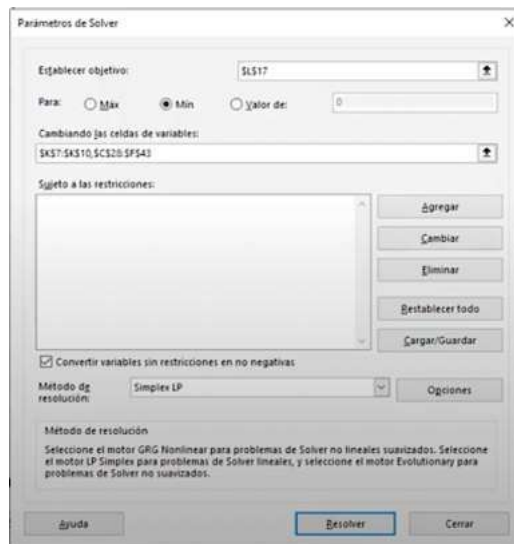 Parámetros de Solver
Establecer objetivo: $L$17
Para: Máx Min Valor de: 0
Cambiando las celdas de variables:
$K$7:$K$10,$C$28:$F$43
Sujeto a las restricciones:
Agregar
Cambiar
Eliminar
Restablecer todo
Cargar/Guardar
Convertir variables sin restricciones en no negativas
Método de resolución: Simplex LP Opciones
Método de resolución
Seleccione el motor GRG Nonlinear para problemas de Solver no lineales suavizados. Seleccione
el motor LP Simplex para problemas de Solver lineales, y seleccione el motor Evolutionary para
problemas de Solver no suavizados.
Ayuda Resolver Cerrar